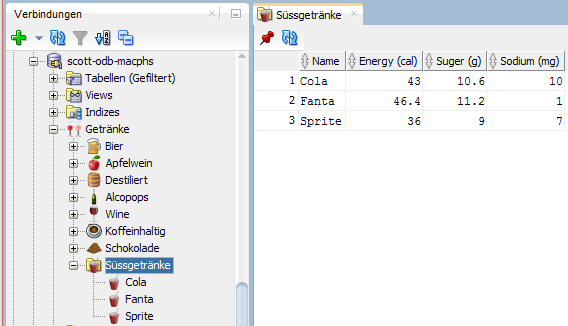 Verbindungen
scott-odb-macphs
Tabellen (Gefiltert)
Views
Indizes
Getränke
Bier
Apfelwein
Destiliert
Alcopops
Wine
Koffeinhaltig
Schokolade
Süssgetränke
Cola
Fanta
Sprite
Süssgetränke
Name Energy (cal) Suger (g) Sodium (mg)
1 Cola 43 10.6 10
2 Fanta 46.4 11.2 1
3 Sprite 36 9 7